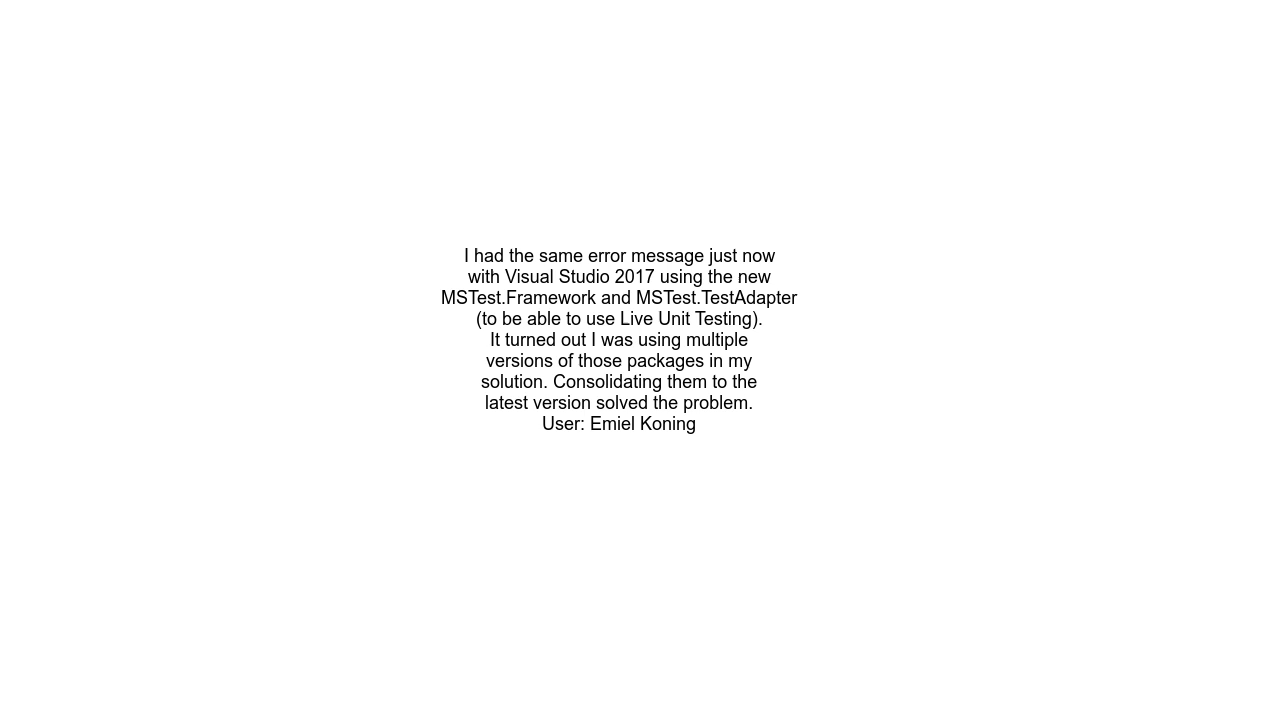 I had the same error message just now
with Visual Studio 2017 using the new
MSTest.Framework and MSTest.TestAdapter
(to be able to use Live Unit Testing).
It turned out I was using multiple
versions of those packages in my
solution. Consolidating them to the
latest version solved the problem.
User: Emiel Koning